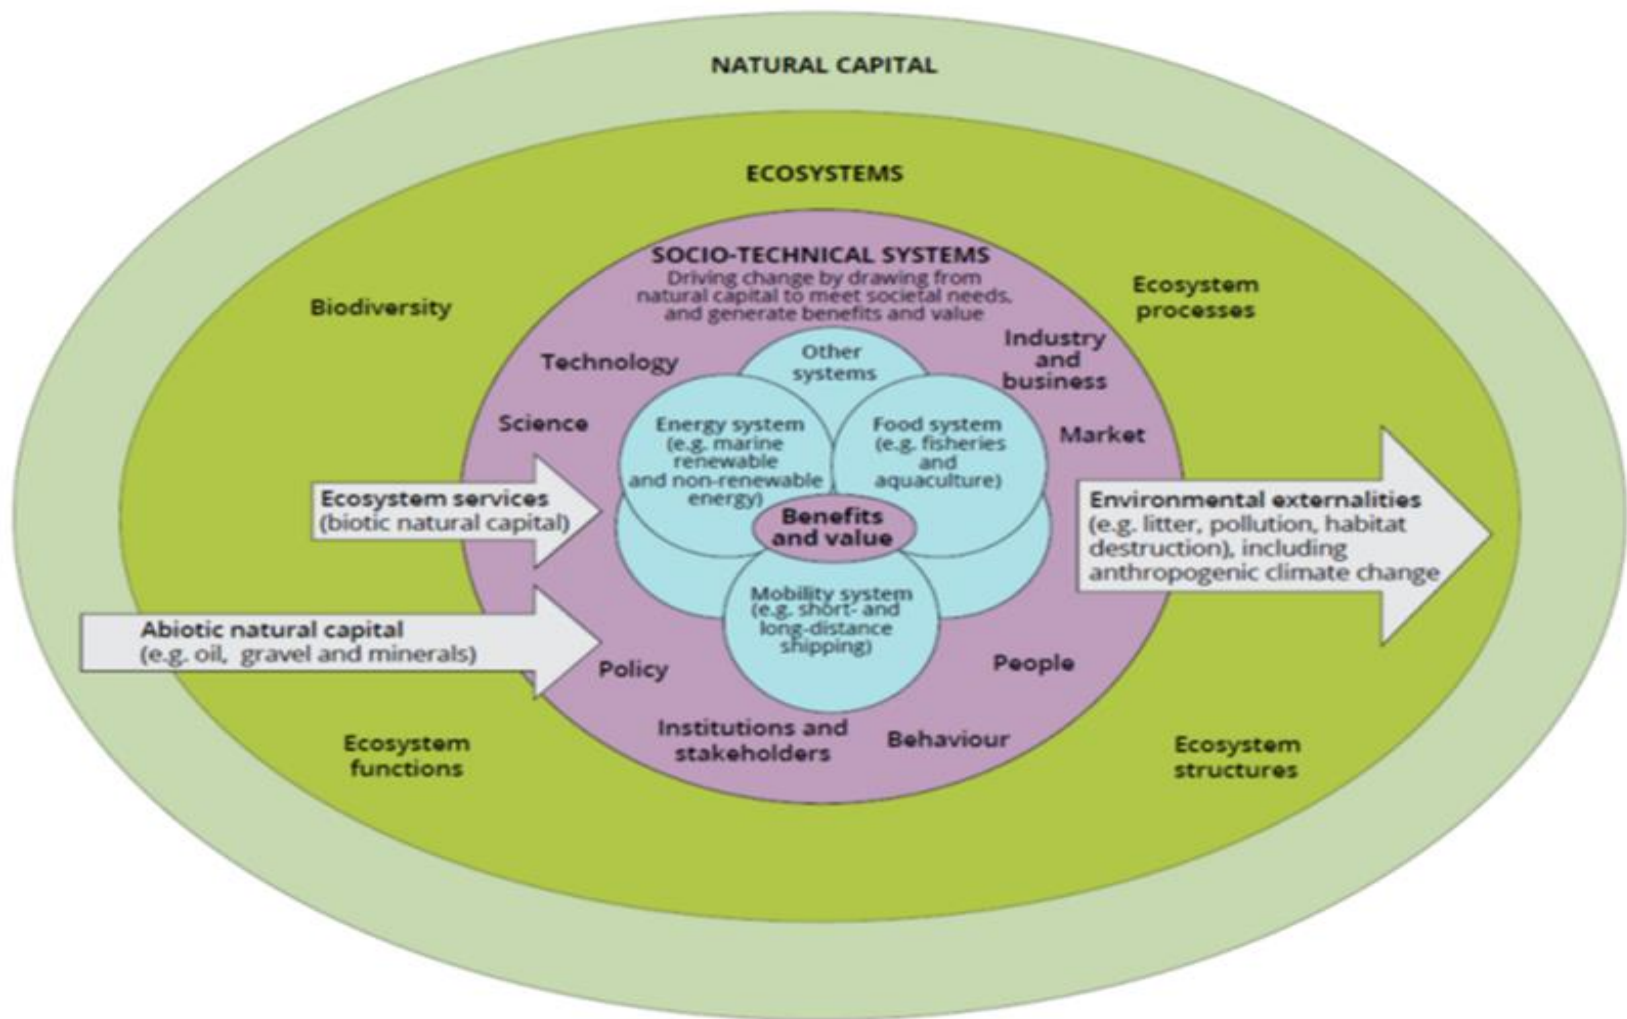 NATURAL CAPITAL
ECOSYSTEMS
SOCIO-TECHNICAL SYSTEMS
Driving change by drawing from
natural capital to meet societal needs,
and generate benefits and value
Biodiversity
Ecosystem
processes
Technology
Industry
and
business
Science
Market
Other
systems
Energy system
(e.g. marine
renewable
and non-renewable
energy)
Food system
(e.g. fisheries
and
aquaculture)
Benefits
and value
Mobility system
(e.g. short- and
long-distance
shipping)
Ecosystem services
(biotic natural capital)
Environmental externalities
(e.g. litter, pollution, habitat
destruction), including
anthropogenic climate change
Abiotic natural capital
(e.g. oil, gravel and minerals)
Policy
People
Institutions and
stakeholders
Behaviour
Ecosystem
functions
Ecosystem
structures